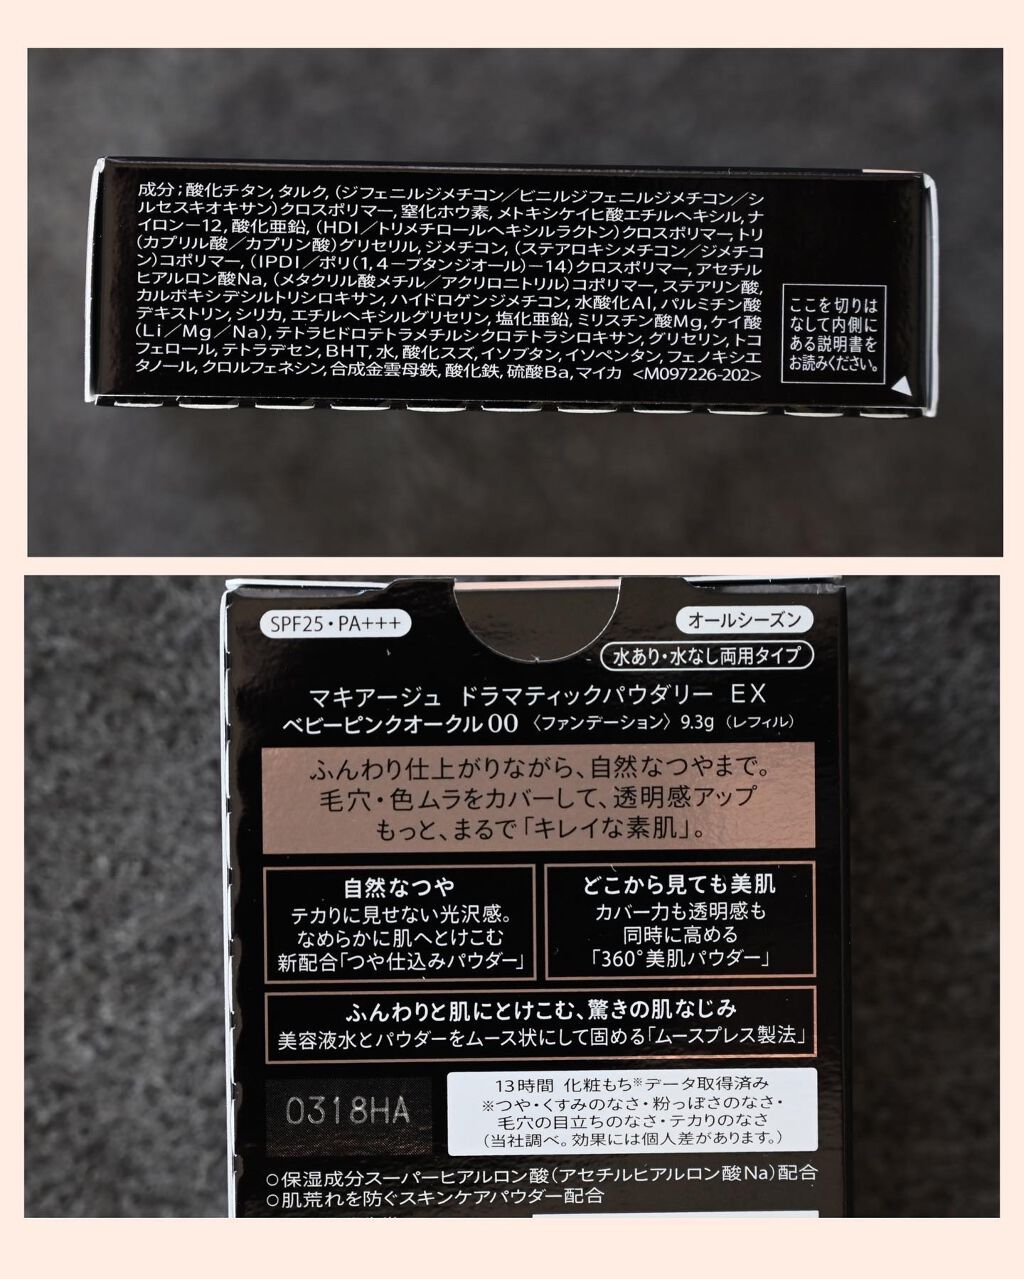 成分；酸化チタン，タルク，（ジフェニルジメチコン／ビニルジフェニルジメチコン／シ
ルセスキオキサン）クロスポリマー，窒化ホウ素，メトキシケイヒ酸エチルヘキシル，ナ
イロンー12，酸化亜鉛，（HDI／トリメチロールヘキシルラクトン）クロスポリマー，トリ
（カプリル酸／カプリン酸）グリセリル，ジメチコン，（ステアロキシメチコン／ジメチコ
ン）コポリマー，（IPDI／ポリ（1，4ーブタンジオール）ー14）クロスポリマー，アセチル
ヒアルロン酸Na，（メタクリル酸メチル／アクリロニトリル）コポリマー，ステアリン酸，
カルボキシデシルトリシロキサン，ハイドロゲンジメチコン，水酸化Al，パルミチン酸
デキストリン，シリカ，エチルヘキシルグリセリン，塩化亜鉛，ミリスチン酸Mg，ケイ酸
（Li／Mg／Na），テトラヒドロテトラメチルシクロテトラシロキサン，グリセリン，トコ
フェロール，テトラデセン，BHT，水，酸化スズ，イソブタン，イソペンタン，フェノキシエ
タノール，クロルフェネシン，合成金雲母鉄，酸化鉄，硫酸Ba，マイカ <M097226-202>
ここを切りは
なして内側に
ある説明書を
お読みください。
SPF25・PA+++
オールシーズン
水あり・水なし両用タイプ
マキアージュ ドラマティックパウダリー EX
ベビーピンクオークル00 〈ファンデーション〉 9.3g （レフィル）
ふんわり仕上がりながら、自然なつやまで。
毛穴・色ムラをカバーして、透明感アップ
もっと、まるで「キレイな素肌」。
自然なつや
テカリに見せない光沢感。
なめらかに肌へとけこむ
新配合「つや仕込みパウダー」
どこから見ても美肌
カバー力も透明感も
同時に高める
「360°美肌パウダー」
ふんわりと肌にとけこむ、驚きの肌なじみ
美容液水とパウダーをムース状にして固める「ムースプレス製法」
0318HA
13時間 化粧もち※データ取得済み
※つや・くすみのなさ・粉っぽさのなさ・
毛穴の目立ちのなさ・テカリのなさ
（当社調べ。効果には個人差があります。）
○保湿成分スーパーヒアルロン酸（アセチルヒアルロン酸Na）配合
○肌荒れを防ぐスキンケアパウダー配合